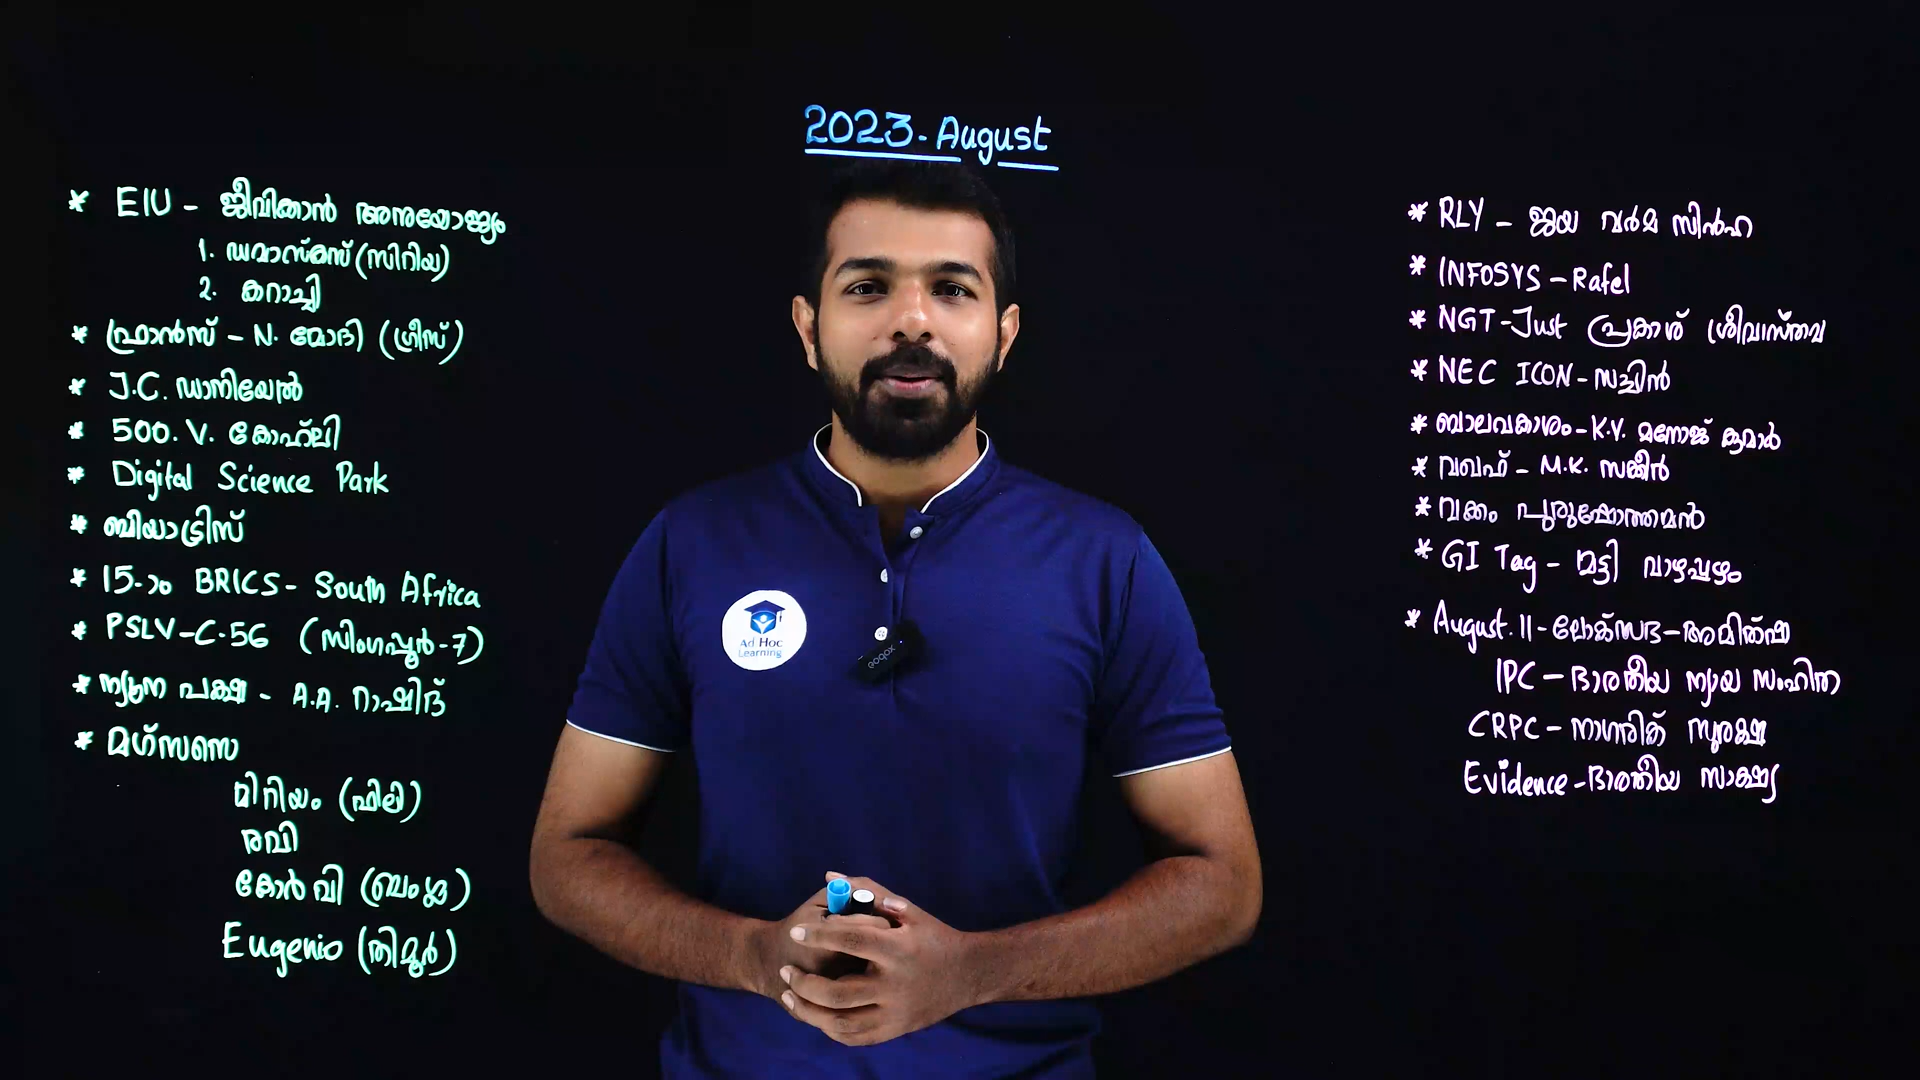 2023 - August
* EIU - ജീവിക്കാൻ അനുയോജ്യം
1. ഡമാസ്കസ് (സിറിയ)
2. കറാച്ചി
* ഫ്രാൻസ് - N. മോദി (ഗ്രീസ്)
* J.C. ഡാനിയേൽ
* 500. V. കോഹ്ലി
* Digital Science Park
* ബിയാട്രിസ്
* 15-ാം BRICS - South Africa
* PSLV-C-56 (സിംഗപ്പൂർ-7)
* ന്യൂന പക്ഷ - A.A. റാഷിദ്
* മഗ്സസെ
മിറിയം (ഫിലി)
രവി
കോർവി (ബംഗ്ല)
Eugenio (തിമൂർ)
* RLY - ജയ വർമ സിൻഹ
* INFOSYS - Rafel
* NGT - Just പ്രകാശ് ശ്രീവാസ്തവ
* NEC ICON - സച്ചിൻ
* ബാലവകാശം - K.V. മനോജ് കുമാർ
* വഖഫ് - M.K. സക്കീർ
* വക്കം പുരുഷോത്തമൻ
* GI Tag - മട്ടി വാഴപ്പഴം
* August. 11 - ലോക്സഭ - അമിത്ഷ
IPC - ഭാരതീയ ന്യായ സംഹിത
CRPC - നാഗരിക് സുരക്ഷ
Evidence - ഭാരതീയ സാക്ഷ്യ
Ad Hoc
Learning